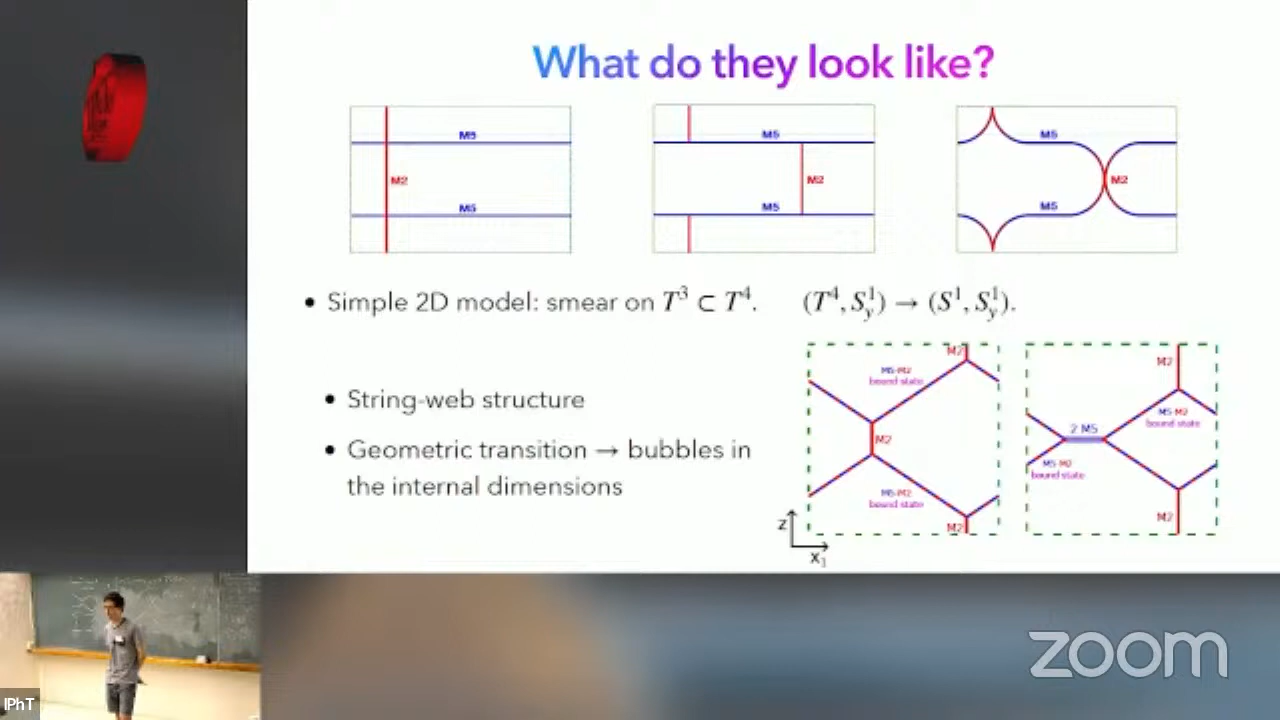 What do they look like?
M5
M2
M5
M5
M2
M5
M5
M2
M5
• Simple 2D model: smear on T³ ⊂ T⁴. (T⁴, S¹_y) → (S¹, S¹_y).
M2
M5-M2
bound state
M2
M5-M2
bound state
M2
M2
M5-M2
bound state
2 M5
M5-M2
bound state
M2
• String-web structure
• Geometric transition → bubbles in
the internal dimensions
z
x₁
zoom
IPhT